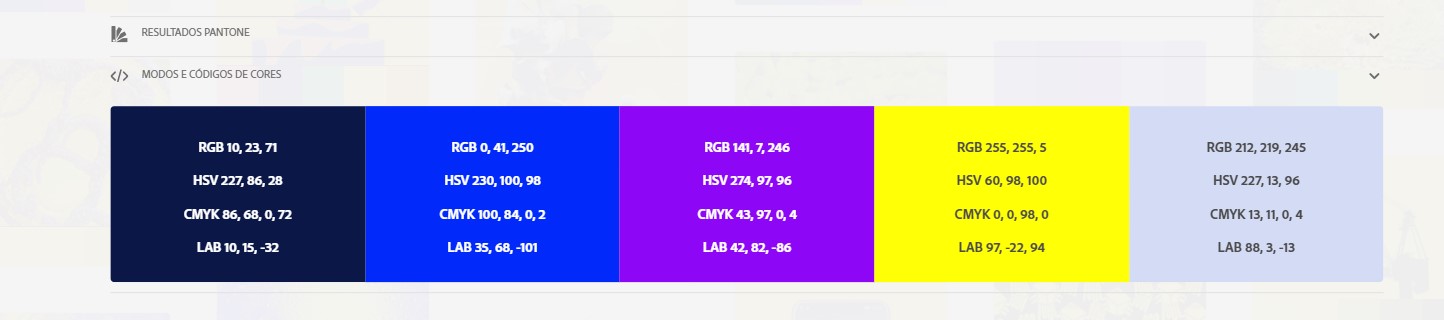 RESULTADOS PANTONE
MODOS E CÓDIGOS DE CORES
RGB 10, 23, 71
HSV 227, 86, 28
CMYK 86, 68, 0, 72
LAB 10, 15, -32
RGB 0, 41, 250
HSV 230, 100, 98
CMYK 100, 84, 0, 2
LAB 35, 68, -101
RGB 141, 7, 246
HSV 274, 97, 96
CMYK 43, 97, 0, 4
LAB 42, 82, -86
RGB 255, 255, 5
HSV 60, 98, 100
CMYK 0, 0, 98, 0
LAB 97, -22, 94
RGB 212, 219, 245
HSV 227, 13, 96
CMYK 13, 11, 0, 4
LAB 88, 3, -13